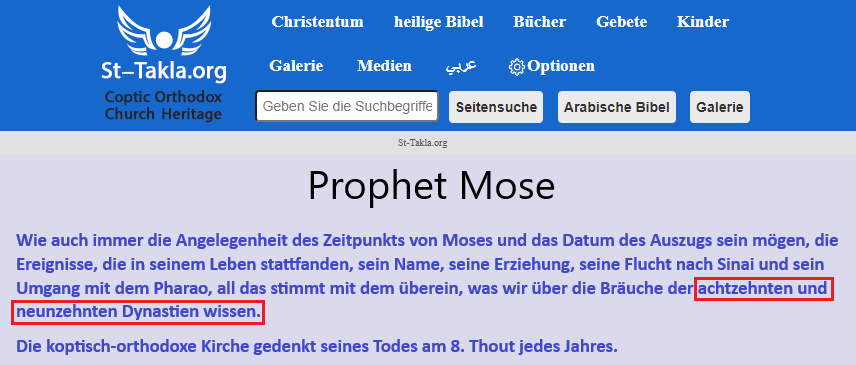 Christentum heilige Bibel Bücher Gebete Kinder
St-Takla.org
Coptic Orthodox
Church Heritage
Galerie Medien عربي Optionen
Geben Sie die Suchbegriffe Seitensuche Arabische Bibel Galerie
St-Takla.org
Prophet Mose
Wie auch immer die Angelegenheit des Zeitpunkts von Moses und das Datum des Auszugs sein mögen, die
Ereignisse, die in seinem Leben stattfanden, sein Name, seine Erziehung, seine Flucht nach Sinai und sein
Umgang mit dem Pharao, all das stimmt mit dem überein, was wir über die Bräuche der achtzehnten und
neunzehnten Dynastien wissen.
Die koptisch-orthodoxe Kirche gedenkt seines Todes am 8. Thout jedes Jahres.